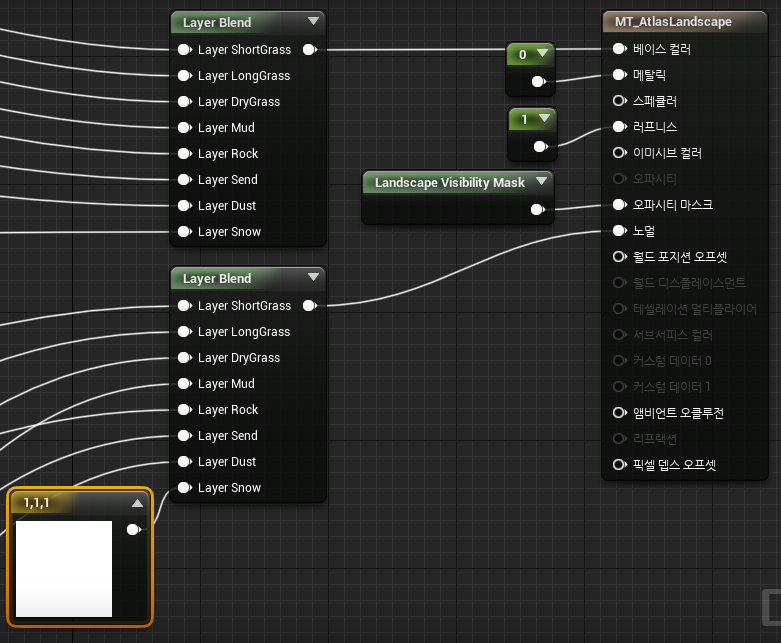 Layer Blend
Layer ShortGrass
Layer LongGrass
Layer DryGrass
Layer Mud
Layer Rock
Layer Send
Layer Dust
Layer Snow
Layer Blend
Layer ShortGrass
Layer LongGrass
Layer DryGrass
Layer Mud
Layer Rock
Layer Send
Layer Dust
Layer Snow
1,1,1
0
1
Landscape Visibility Mask
MT_AtlasLandscape
베이스 컬러
메탈릭
스페큘러
러프니스
이미시브 컬러
오파시티
오파시티 마스크
노멀
월드 포지션 오프셋
월드 디스플레이스먼트
테셀레이션 멀티플라이어
서브서피스 컬러
커스텀 데이터 0
커스텀 데이터 1
앰비언트 오클루전
리프랙션
픽셀 뎁스 오프셋